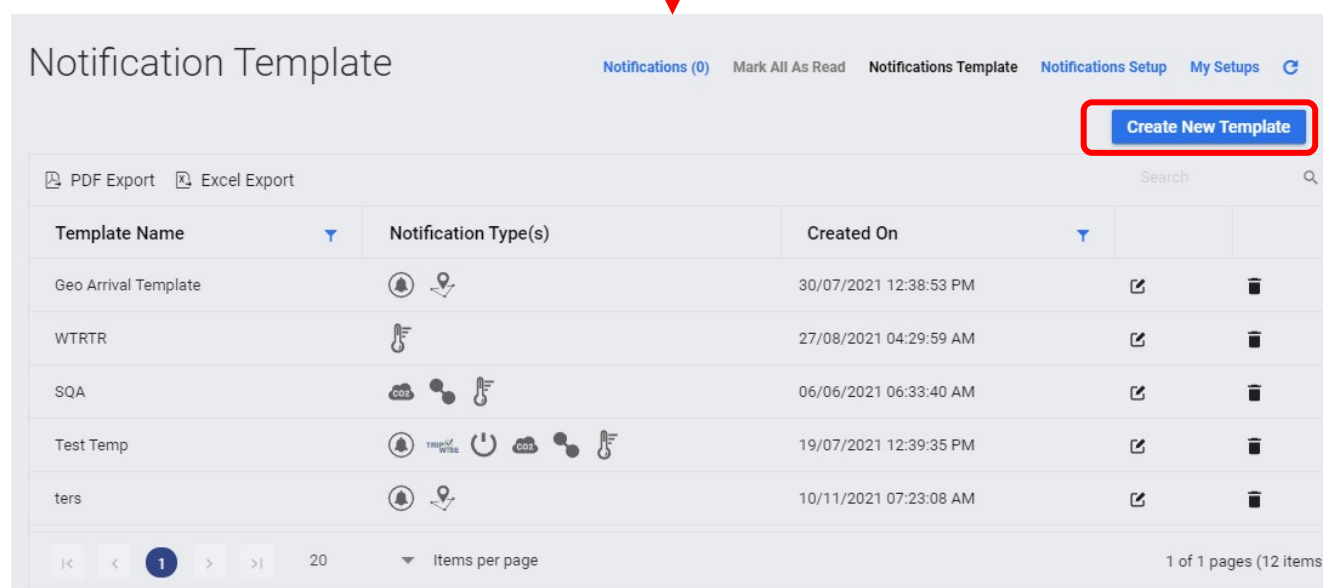 Notification Template
Notifications (0) Mark All As Read Notifications Template Notifications Setup My Setups
Create New Template
PDF Export Excel Export Search
Template Name Notification Type(s) Created On
Geo Arrival Template 30/07/2021 12:38:53 PM
WTRTR 27/08/2021 04:29:59 AM
SQA CO2 06/06/2021 06:33:40 AM
Test Temp TRIP WISE CO2 19/07/2021 12:39:35 PM
ters 10/11/2021 07:23:08 AM
1 20 Items per page 1 of 1 pages (12 items